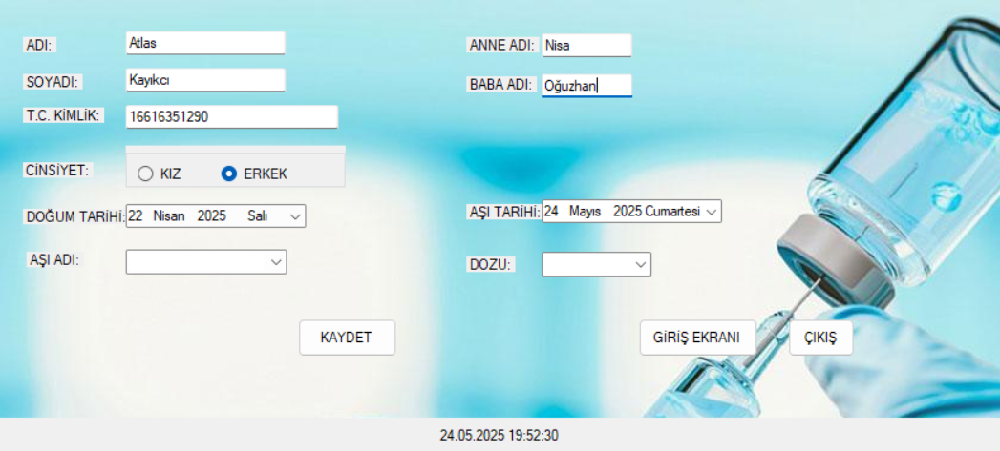 ADI: Atlas ANNE ADI: Nisa
SOYADI: Kayıkcı BABA ADI: Oğuzhan
T.C. KİMLİK: 16616351290
CİNSİYET: KIZ ERKEK
DOĞUM TARİHİ: 22 Nisan 2025 Salı AŞI TARİHİ: 24 Mayıs 2025 Cumartesi
AŞI ADI: DOZU:
KAYDET GİRİŞ EKRANI ÇIKIŞ
24.05.2025 19:52:30